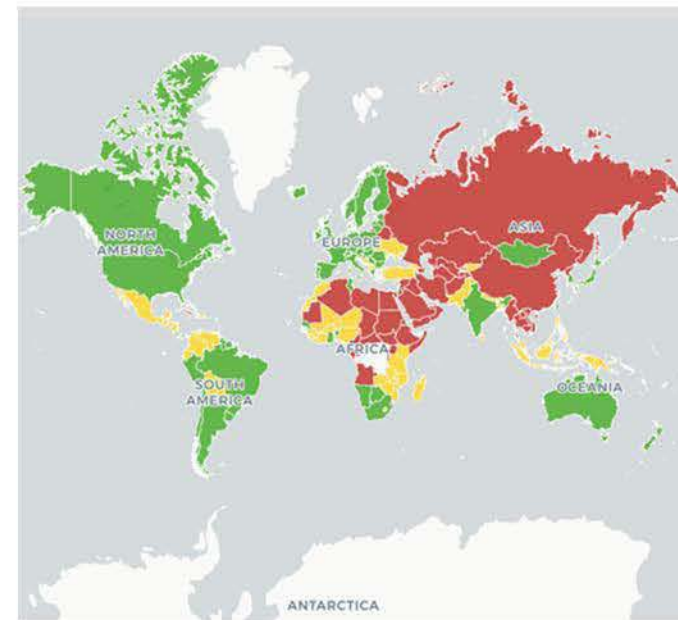 NORTH
AMERICA
EUROPE
ASIA
AFRICA
SOUTH
AMERICA
OCEANIA
ANTARCTICA